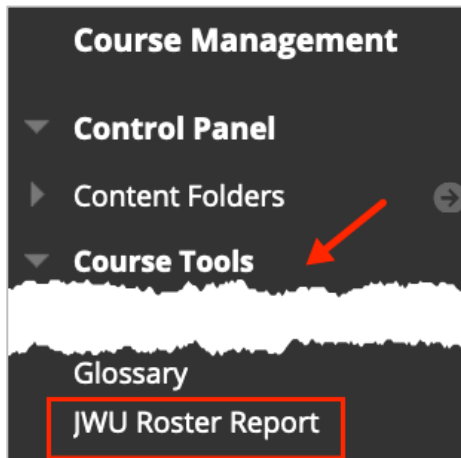 Course Management
Control Panel
Content Folders
Course Tools
Glossary
JWU Roster Report